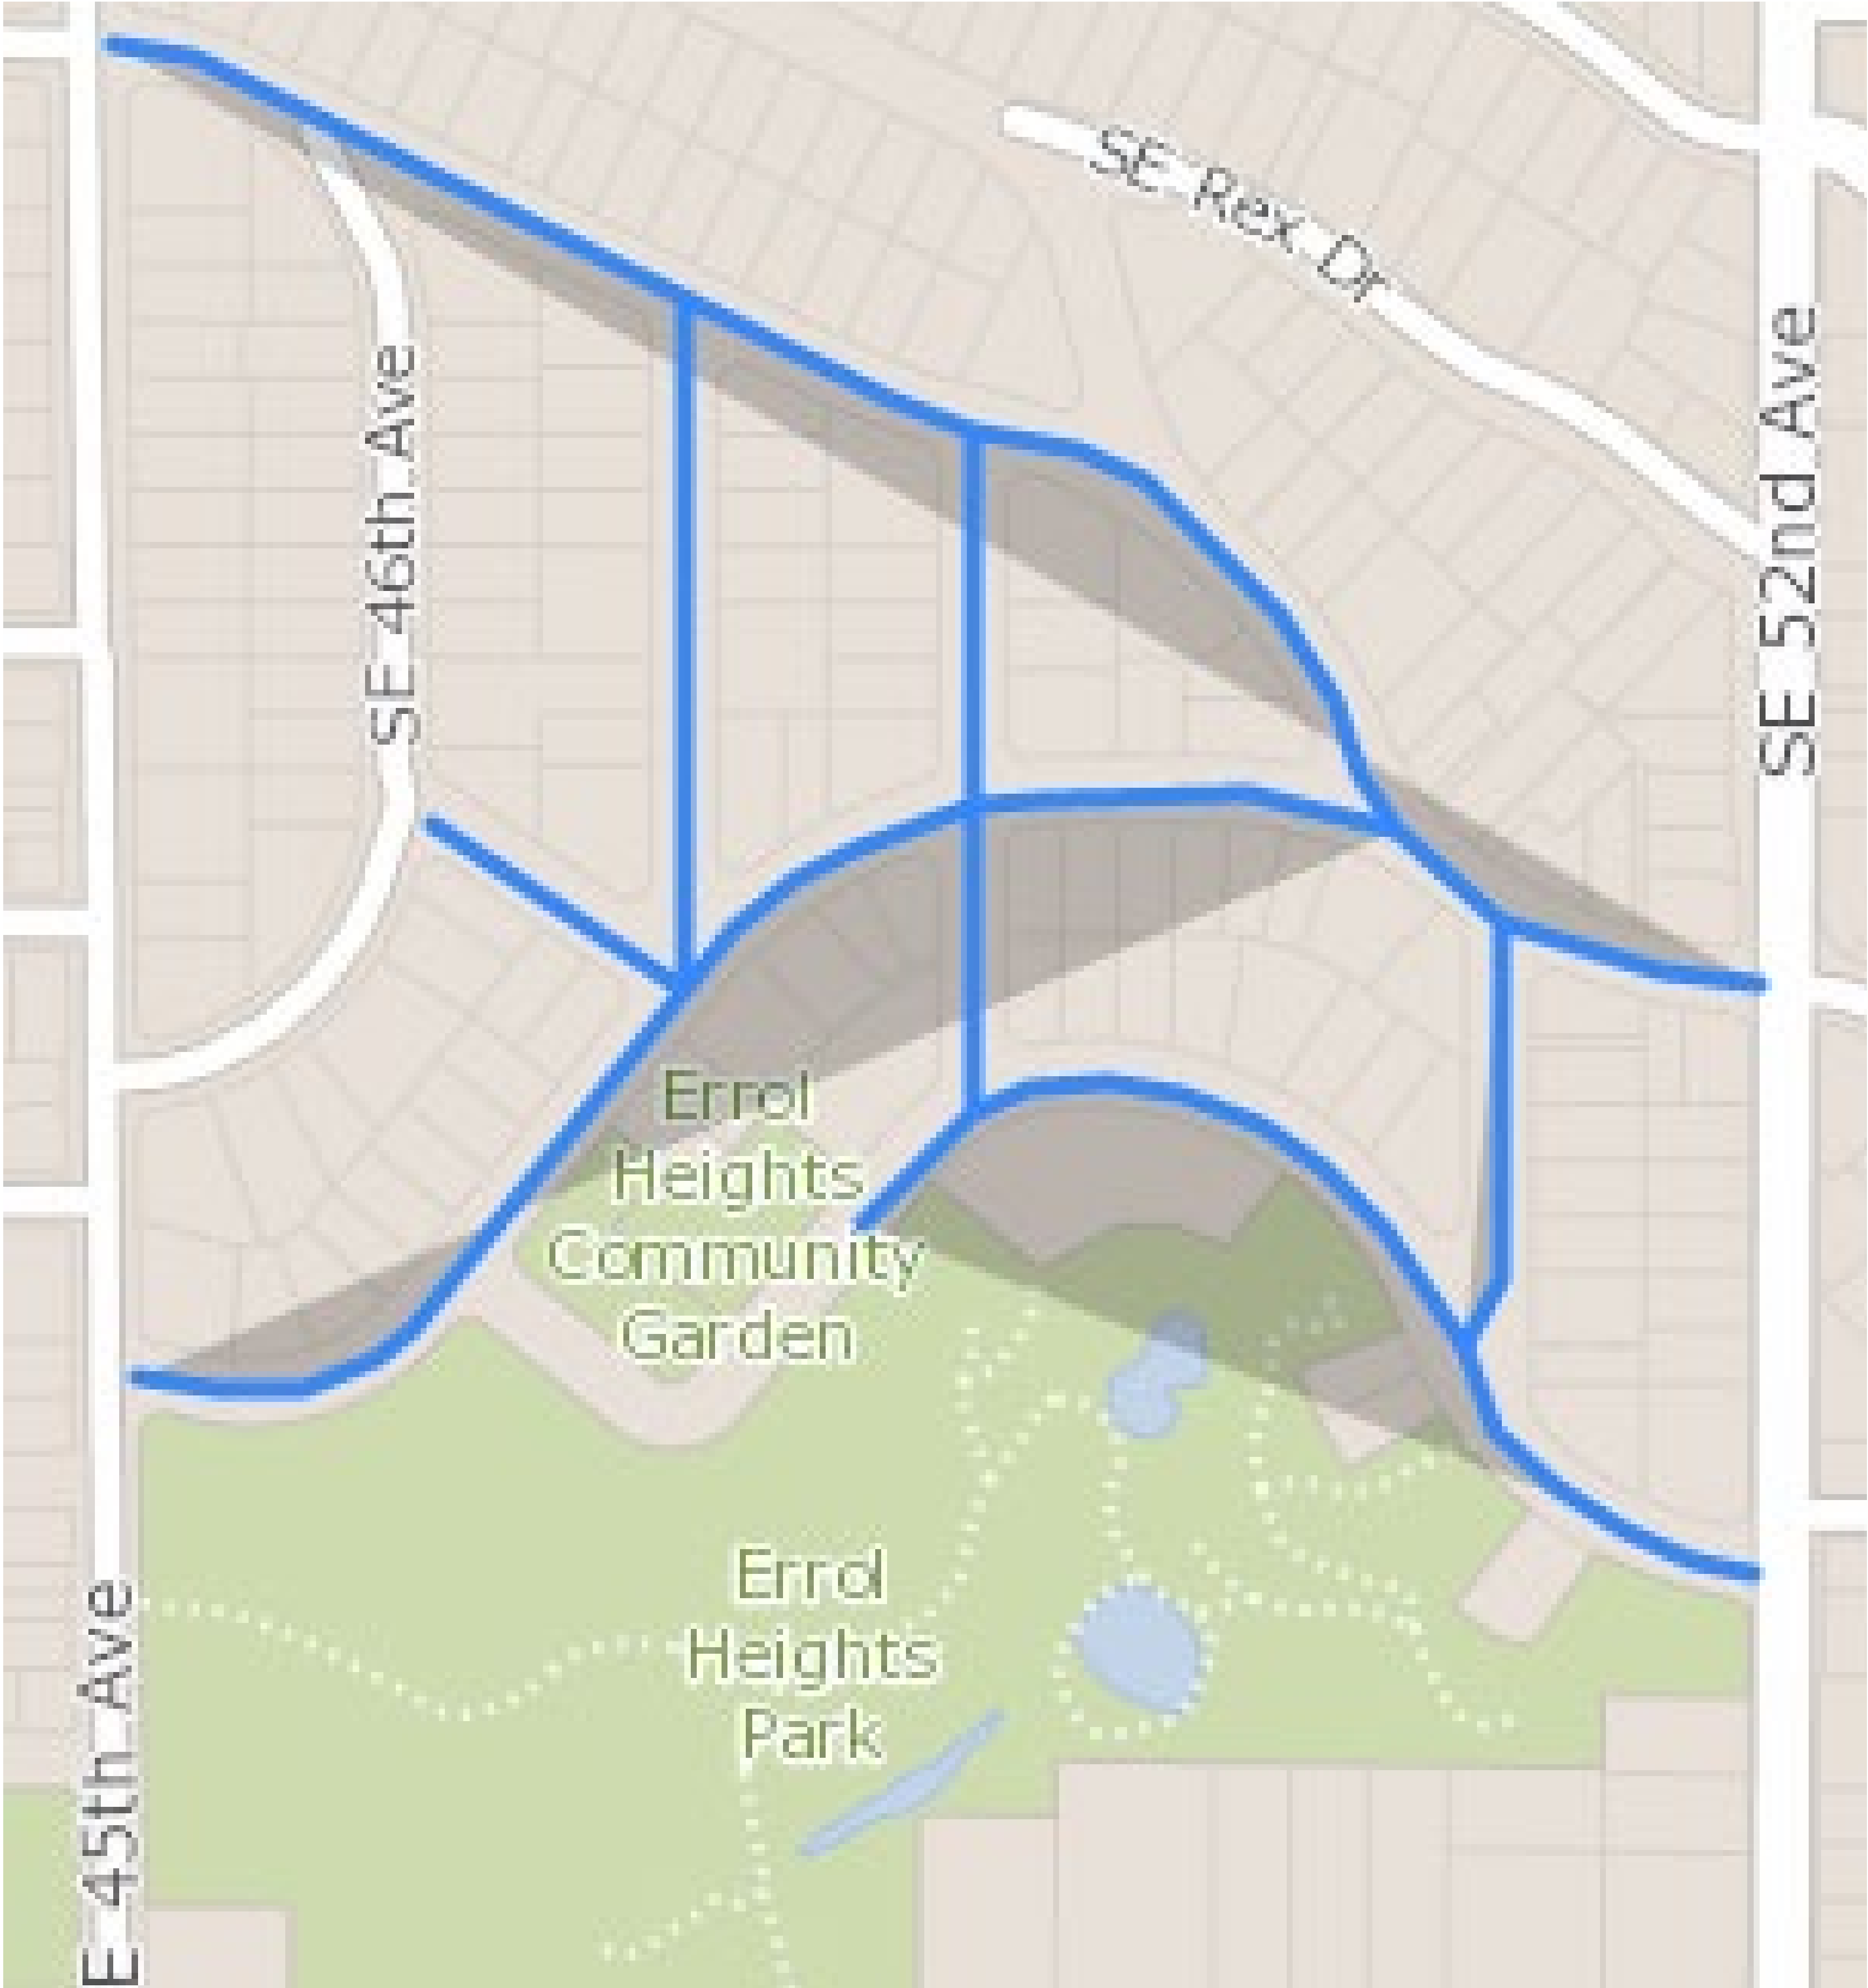 SE Rex Dr
SE 46th Ave
SE 52nd Ave
Errol
Heights
Community
Garden
Errol
Heights
Park
E 45th Ave